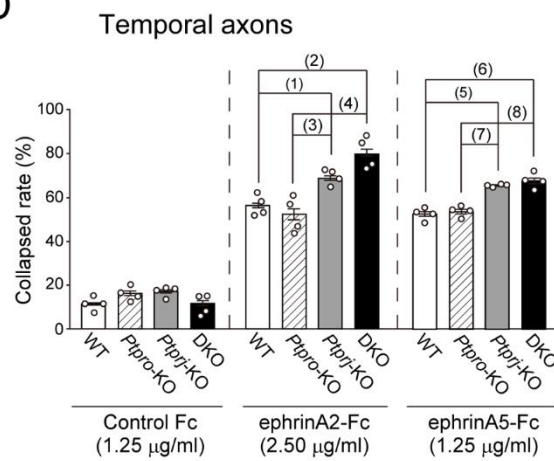 Temporal axons
(2)
(6)
(1)
(5)
(4)
(8)
(3)
(7)
Collapsed rate (%)
100
80
60
40
20
0
WT Ptpro-KO Ptprj-KO DKO WT Ptpro-KO Ptprj-KO DKO WT Ptpro-KO Ptprj-KO DKO
Control Fc ephrinA2-Fc ephrinA5-Fc
(1.25 μg/ml) (2.50 μg/ml) (1.25 μg/ml)